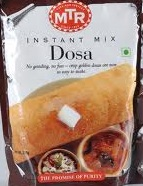 MTR
INSTANT MIX
Dosa
No grinding, no fuss - crisp golden dosas are now
so easy to make.
THE PROMISE OF PURITY